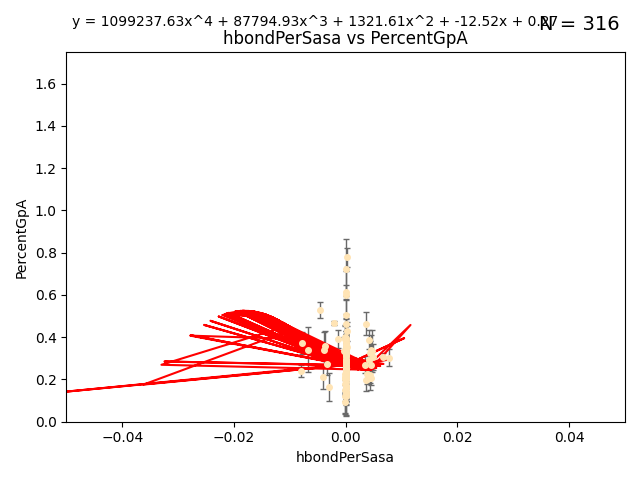 y = 1099237.63x^4 + 87794.93x^3 + 1321.61x^2 + -12.52x + 0.27
N = 316
hbondPerSasa vs PercentGpA
1.6
1.4
1.2
1.0
0.8
0.6
0.4
0.2
0.0
PercentGpA
−0.04
−0.02
0.00
0.02
0.04
hbondPerSasa